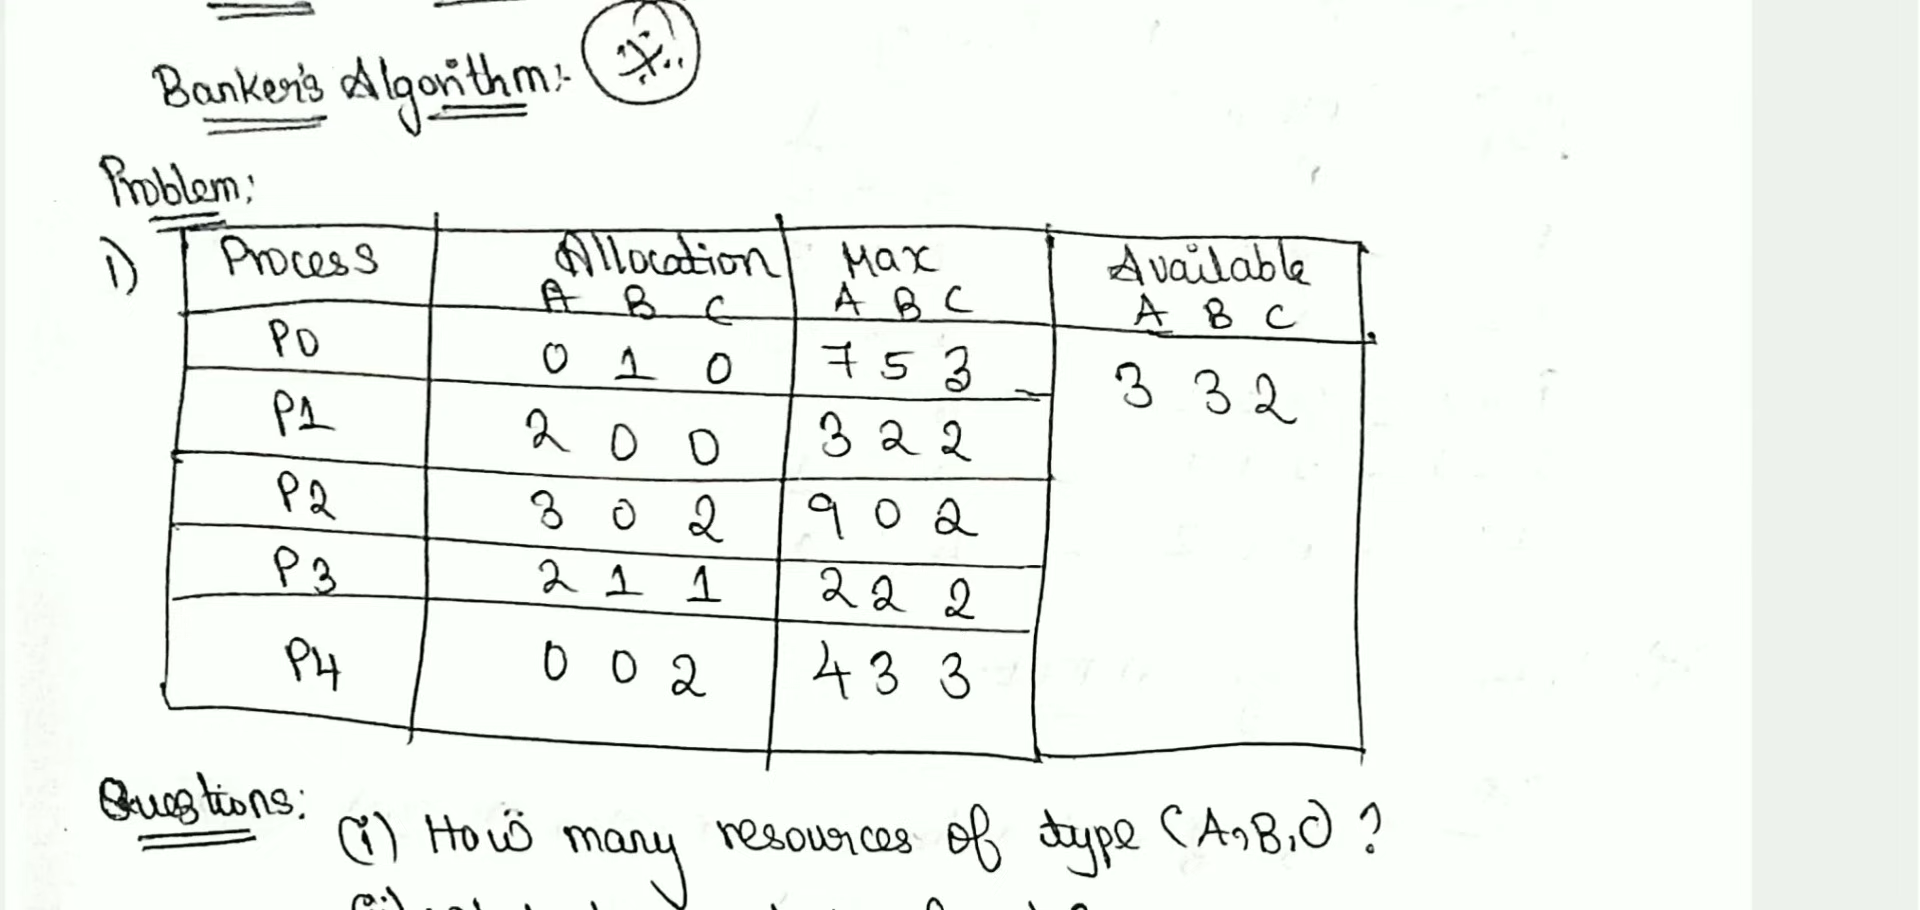 Banker's Algorithm:-
Problem:
1) Process Allocation Max Available
A B C A B C A B C
P0 0 1 0 7 5 3 3 3 2
P1 2 0 0 3 2 2
P2 3 0 2 9 0 2
P3 2 1 1 2 2 2
P4 0 0 2 4 3 3
Questions:
(i) How many resources of type (A,B,C)?